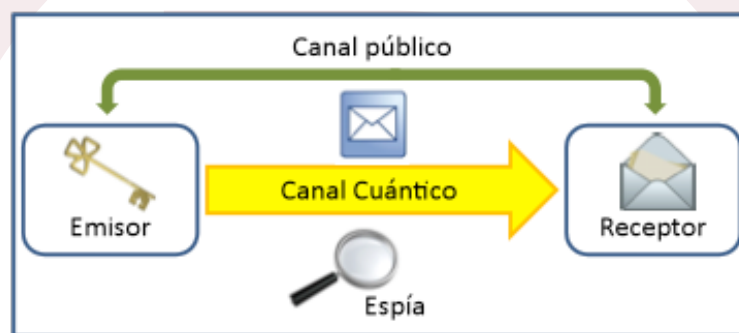 Canal público
Emisor
Canal Cuántico
Receptor
Espía